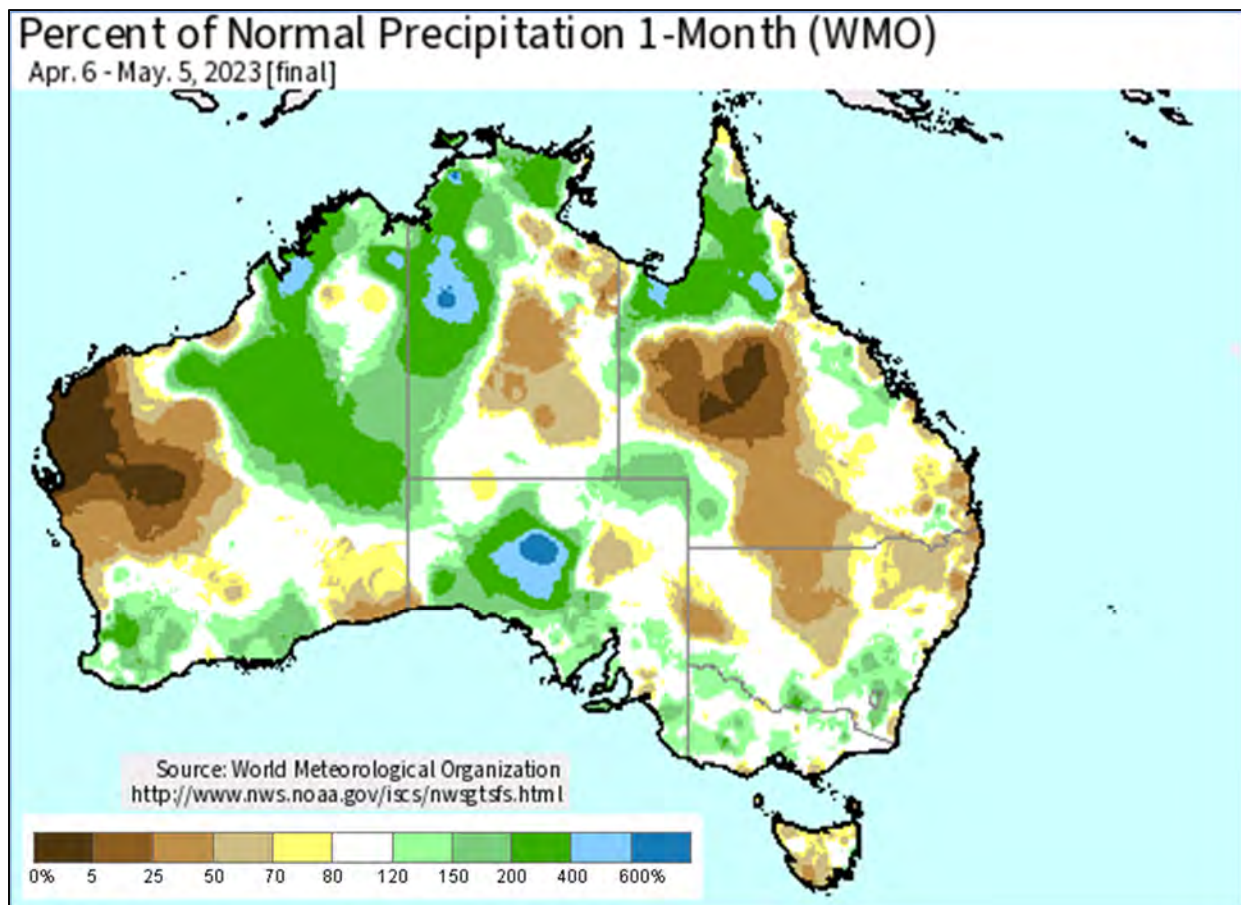 Percent of Normal Precipitation 1-Month (WMO)
Apr. 6 - May. 5, 2023 [final]
Source: World Meteorological Organization
http://www.nws.noaa.gov/iscs/nwsgtsfs.html
0% 5 25 50 70 80 120 150 200 400 600%